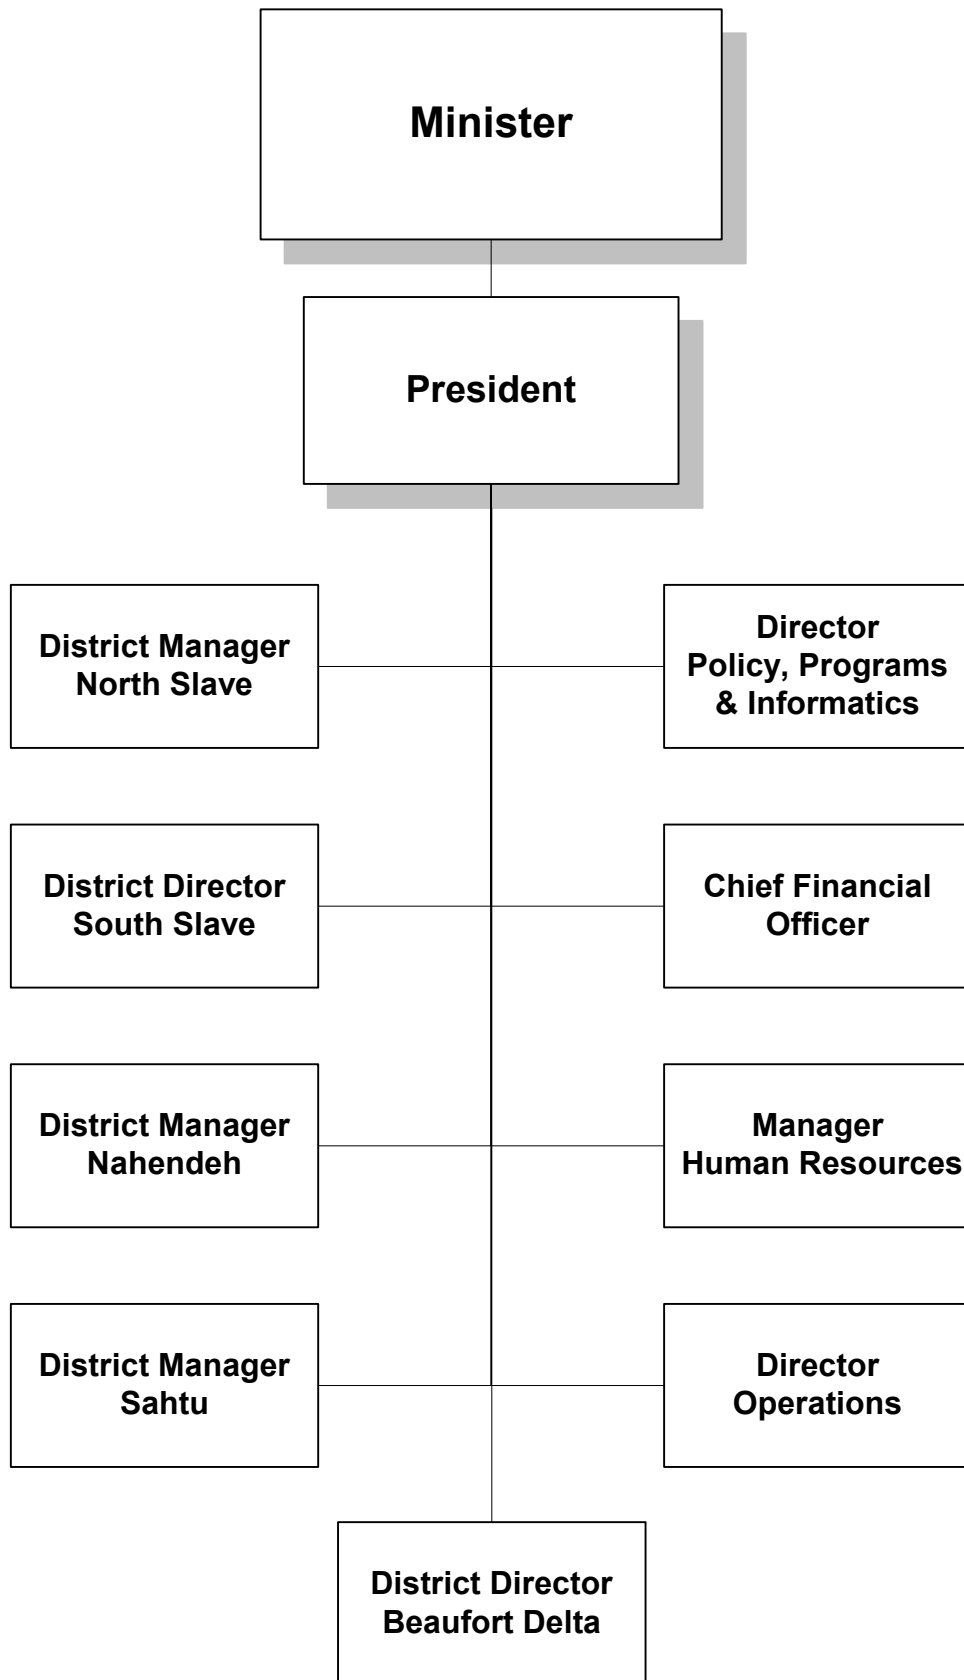 Minister
President
District Manager
North Slave
Director
Policy, Programs
& Informatics
District Director
South Slave
Chief Financial
Officer
District Manager
Nahendeh
Manager
Human Resources
District Manager
Sahtu
Director
Operations
District Director
Beaufort Delta